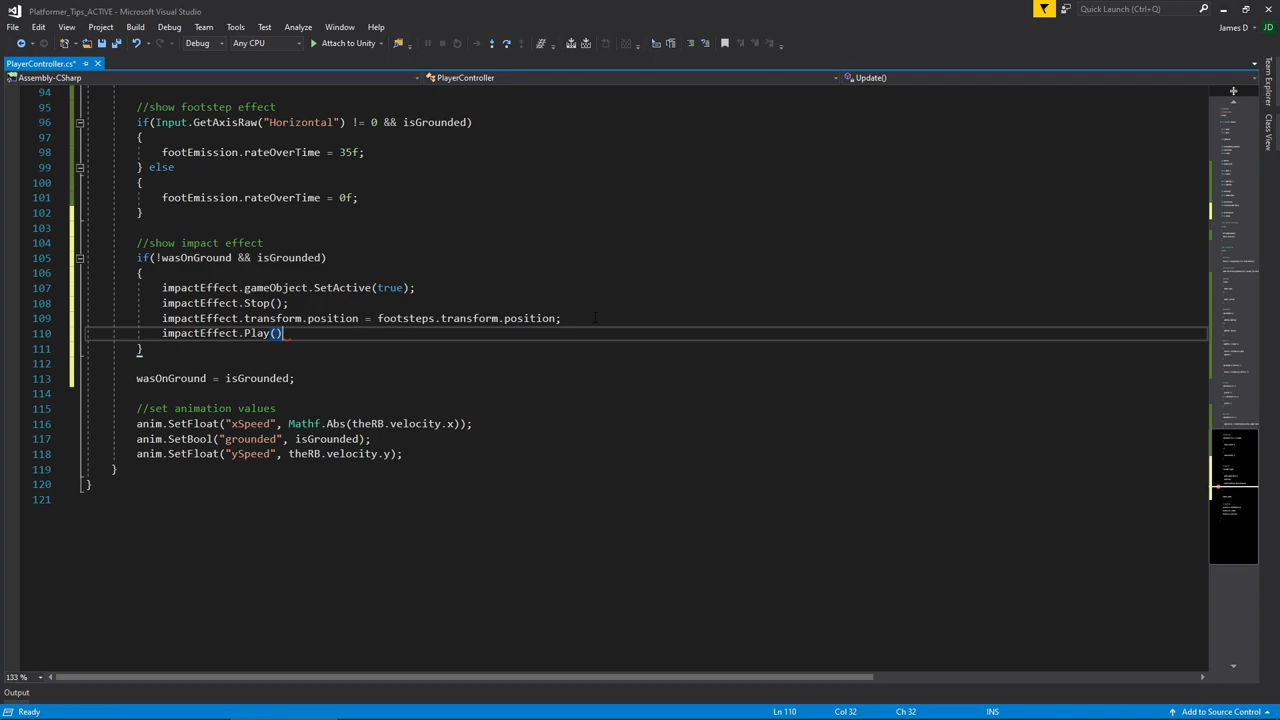 Platformer_Tips_ACTIVE - Microsoft Visual Studio
Quick Launch (Ctrl+Q)
File Edit View Project Build Debug Team Tools Test Analyze Window Help
James D JD
Debug Any CPU Attach to Unity
PlayerController.cs*
Assembly-CSharp PlayerController Update()
Team Explorer
Class View
94
95 //show footstep effect
96 if(Input.GetAxisRaw("Horizontal") != 0 && isGrounded)
97 {
98 footEmission.rateOverTime = 35f;
99 } else
100 {
101 footEmission.rateOverTime = 0f;
102 }
103
104 //show impact effect
105 if(!wasOnGround && isGrounded)
106 {
107 impactEffect.gameObject.SetActive(true);
108 impactEffect.Stop();
109 impactEffect.transform.position = footsteps.transform.position;
110 impactEffect.Play()
111 }
112
113 wasOnGround = isGrounded;
114
115 //set animation values
116 anim.SetFloat("xSpeed", Mathf.Abs(theRB.velocity.x));
117 anim.SetBool("grounded", isGrounded);
118 anim.SetFloat("ySpeed", theRB.velocity.y);
119 }
120 }
121
133 %
Output
Ready Ln 110 Col 32 Ch 32 INS Add to Source Control